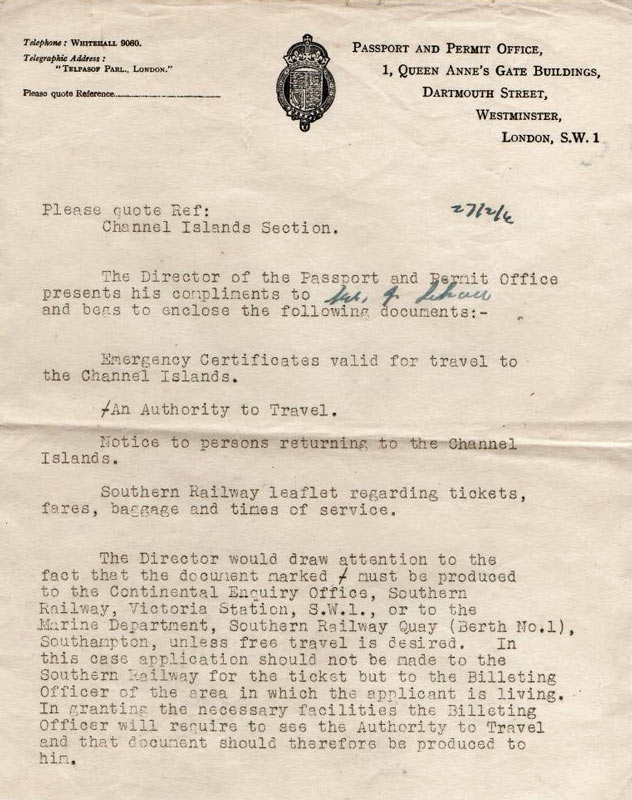 Telephone: WHITEHALL 9060.
Telegraphic Address:
"TELPASOF PARL., LONDON."
Please quote Reference
PASSPORT AND PERMIT OFFICE,
1, QUEEN ANNE'S GATE BUILDINGS,
DARTMOUTH STREET,
WESTMINSTER,
LONDON, S.W. 1
Please quote Ref:
Channel Islands Section.
27/2/
The Director of the Passport and Permit Office
presents his compliments to
and begs to enclose the following documents:-
Emergency Certificates valid for travel to
the Channel Islands.
/An Authority to Travel.
Notice to persons returning to the Channel
Islands.
Southern Railway leaflet regarding tickets,
fares, baggage and times of service.
The Director would draw attention to the
fact that the document marked / must be produced
to the Continental Enquiry Office, Southern
Railway, Victoria Station, S.W.1., or to the
Marine Department, Southern Railway Quay (Berth No.1),
Southampton, unless free travel is desired. In
this case application should not be made to the
Southern Railway for the ticket but to the Billeting
Officer of the area in which the applicant is living.
In granting the necessary facilities the Billeting
Officer will require to see the Authority to Travel
and that document should therefore be produced to
him.